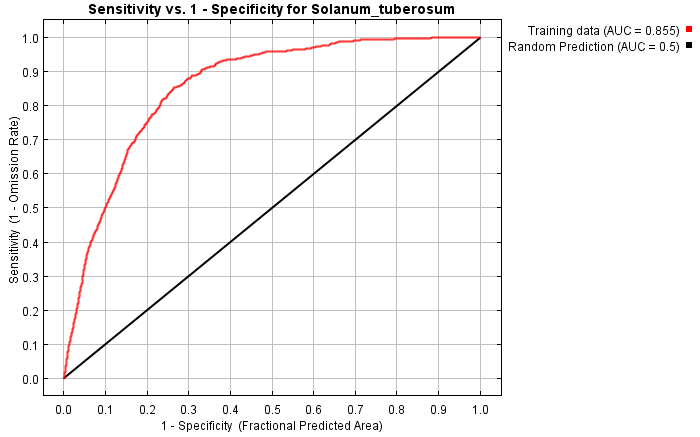 Sensitivity vs. 1 - Specificity for Solanum_tuberosum
Training data (AUC = 0.855)
Random Prediction (AUC = 0.5)
Sensitivity (1 - Omission Rate)
1.0
0.9
0.8
0.7
0.6
0.5
0.4
0.3
0.2
0.1
0.0
0.0 0.1 0.2 0.3 0.4 0.5 0.6 0.7 0.8 0.9 1.0
1 - Specificity (Fractional Predicted Area)